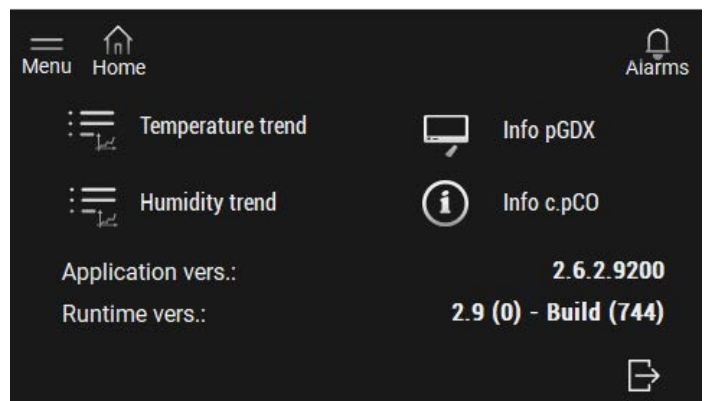 Menu Home Alarms
Temperature trend Info pGDX
Humidity trend Info c.pCO
Application vers.: 2.6.2.9200
Runtime vers.: 2.9 (0) - Build (744)